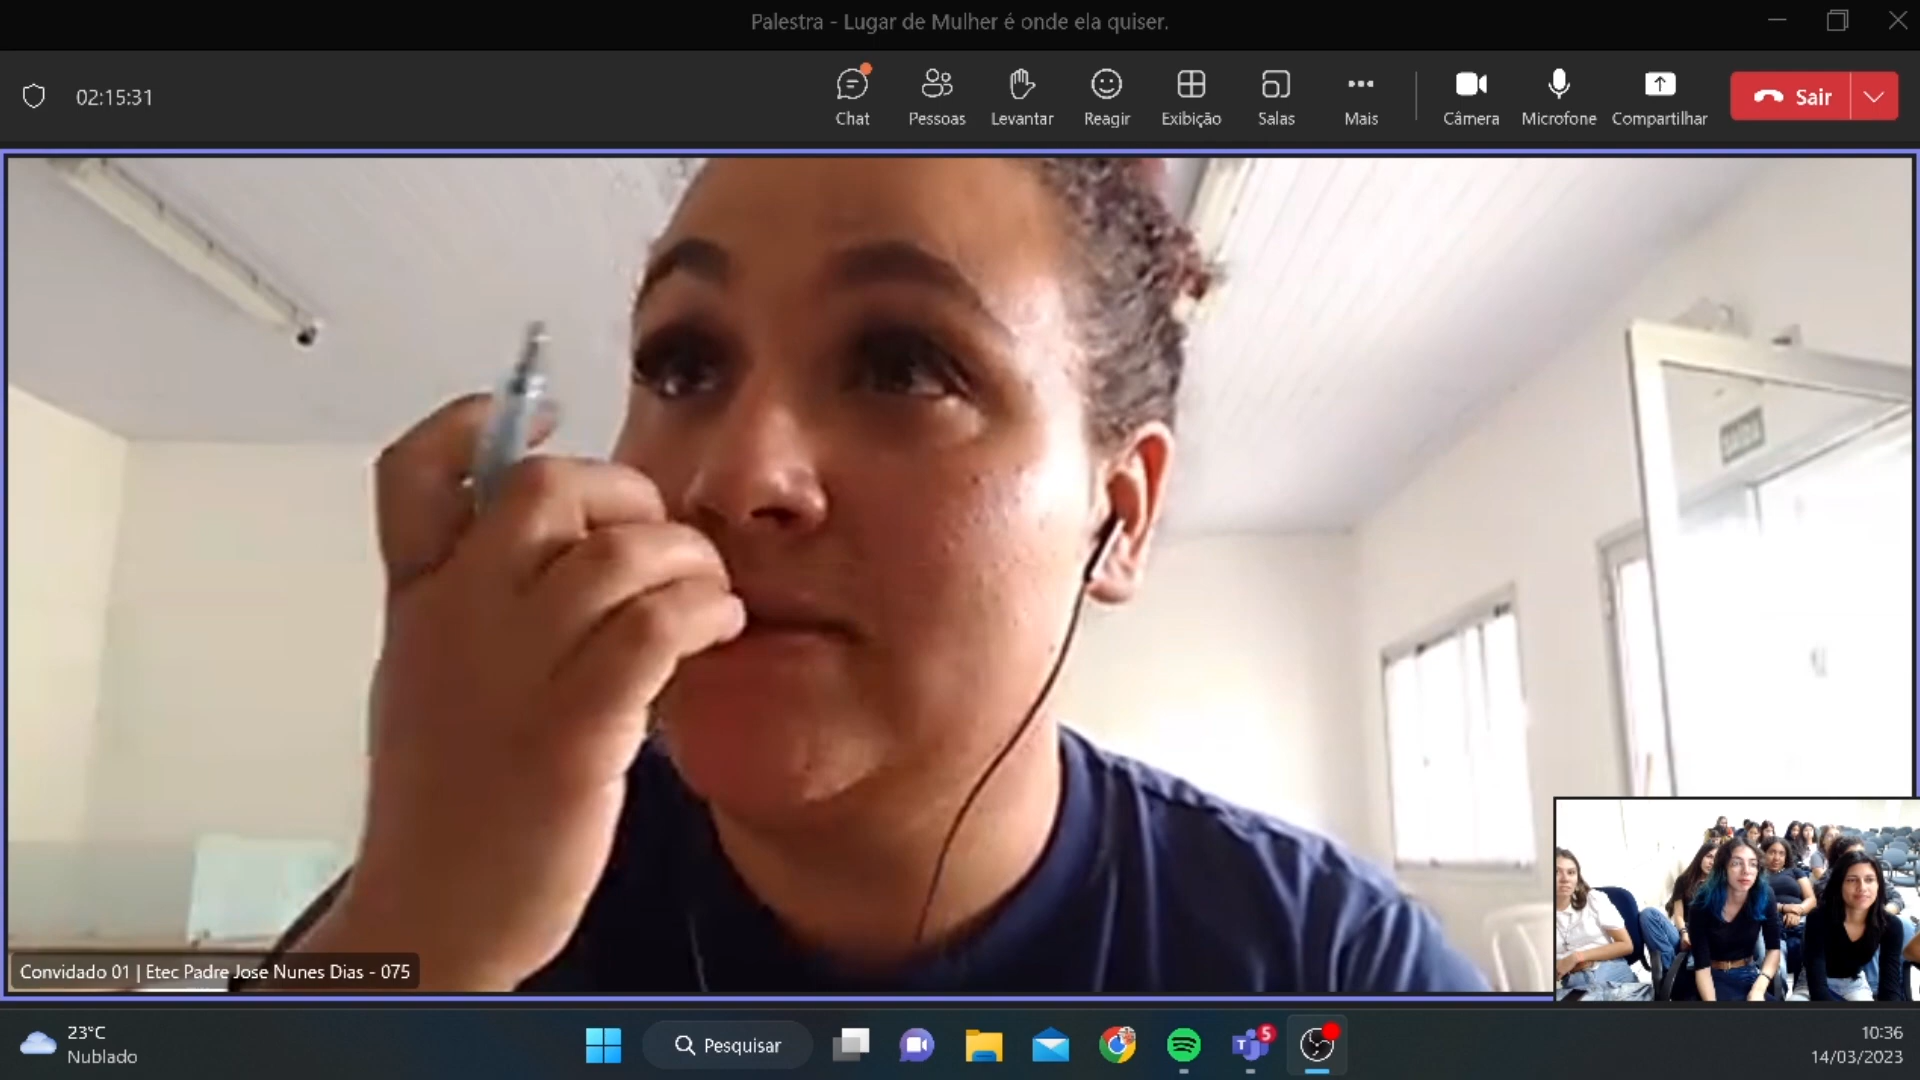 Palestra - Lugar de Mulher é onde ela quiser.
02:15:31
Chat
Pessoas
Levantar
Reagir
Exibição
Salas
Mais
Câmera
Microfone
Compartilhar
Sair
SAÍDA
Convidado 01 | Etec Padre Jose Nunes Dias - 075
23°C
Nublado
Pesquisar
T
5
10:36
14/03/2023